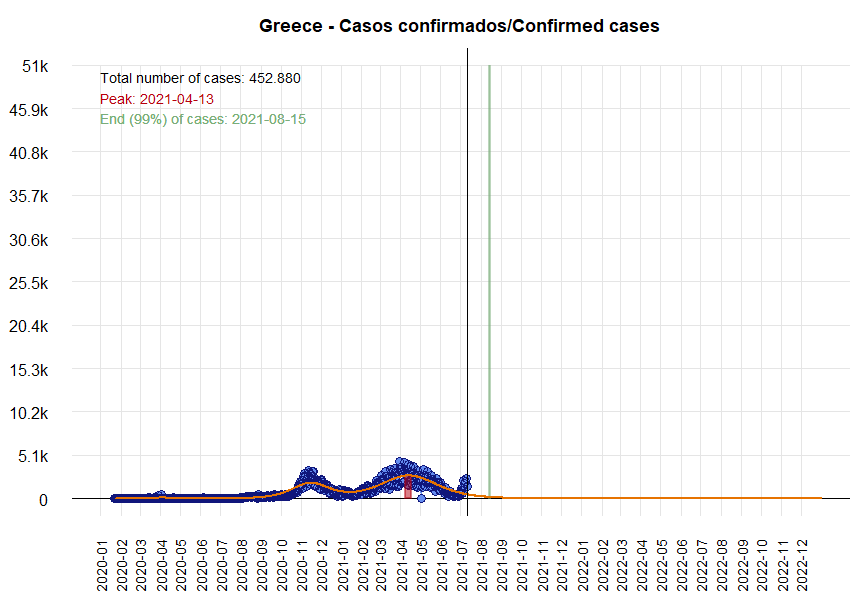 Greece - Casos confirmados/Confirmed cases
51k
Total number of cases: 452.880
Peak: 2021-04-13
45.9k
End (99%) of cases: 2021-08-15
40.8k
35.7k
30.6k
25.5k
20.4k
15.3k
10.2k
5.1k
0
2020-01
2020-02
2020-03
2020-04
2020-05
2020-06
2020-07
2020-08
2020-09
2020-10
2020-11
2020-12
2021-01
2021-02
2021-03
2021-04
2021-05
2021-06
2021-07
2021-08
2021-09
2021-10
2021-11
2021-12
2022-01
2022-02
2022-03
2022-04
2022-05
2022-06
2022-07
2022-08
2022-09
2022-10
2022-11
2022-12